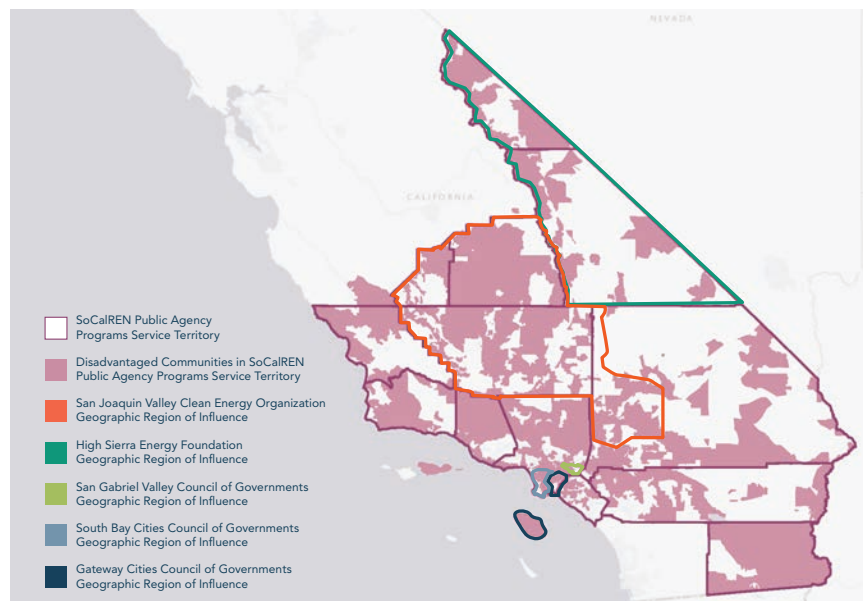 NEVADA
CALIFORNIA
SoCalREN Public Agency
Programs Service Territory
Disadvantaged Communities in SoCalREN
Public Agency Programs Service Territory
San Joaquin Valley Clean Energy Organization
Geographic Region of Influence
High Sierra Energy Foundation
Geographic Region of Influence
San Gabriel Valley Council of Governments
Geographic Region of Influence
South Bay Cities Council of Governments
Geographic Region of Influence
Gateway Cities Council of Governments
Geographic Region of Influence